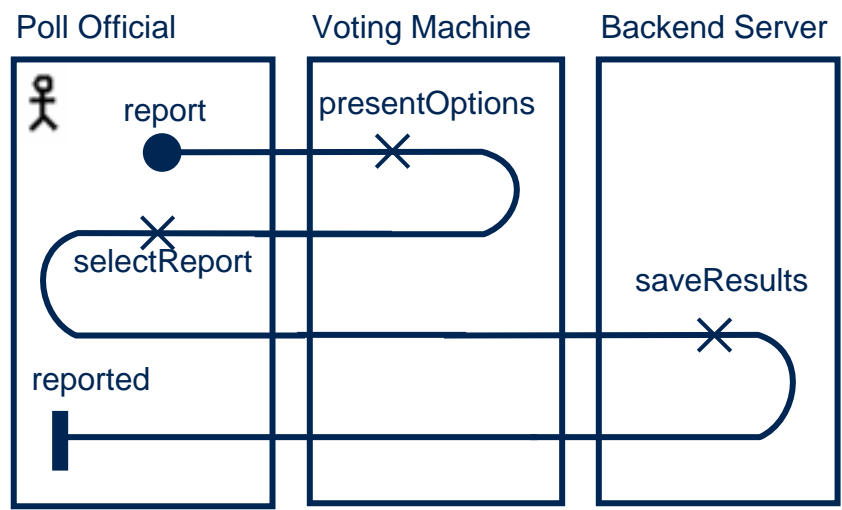 Poll Official
Voting Machine
Backend Server
report
presentOptions
selectReport
saveResults
reported